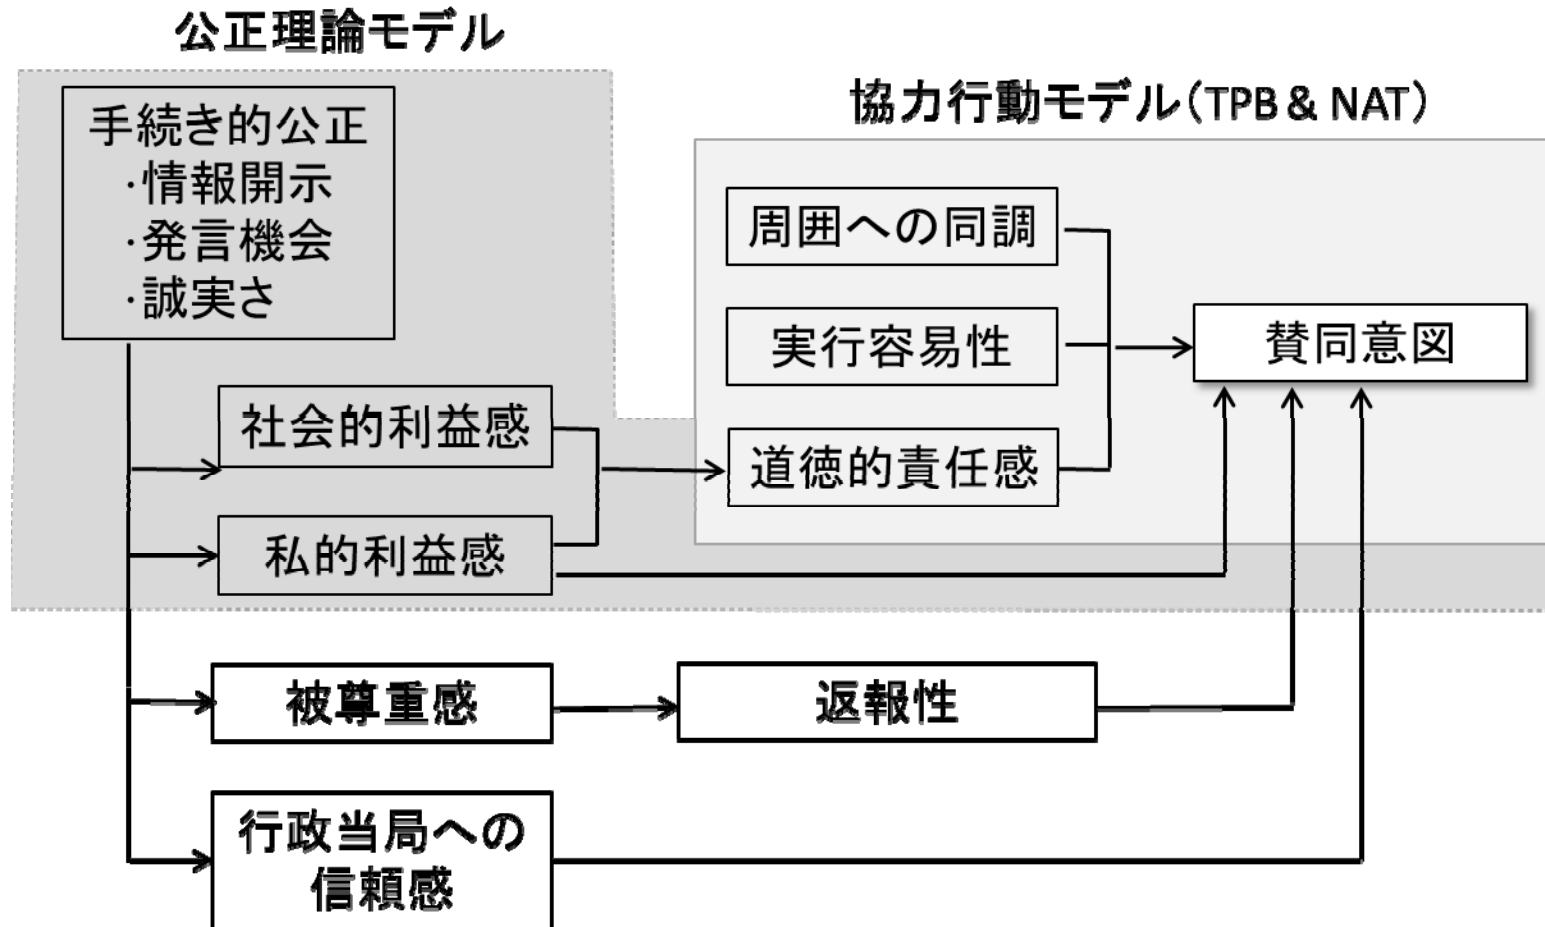 公正理論モデル
手続き的公正
・情報開示
・発言機会
・誠実さ
社会的利益感
私的利益感
協力行動モデル（TPB & NAT）
周囲への同調
実行容易性
道徳的責任感
賛同意図
被尊重感
返報性
行政当局への
信頼感